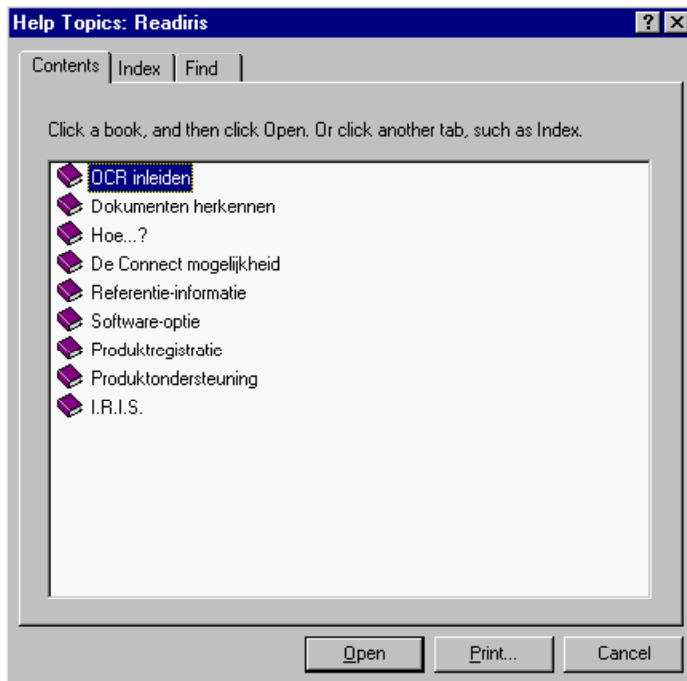 Help Topics: Readiris
Contents Index Find
Click a book, and then click Open. Or click another tab, such as Index.
OCR inleiden
Dokumenten herkennen
Hoe...?
De Connect mogelijkheid
Referentie-informatie
Software-optie
Produktregistratie
Produktondersteuning
I.R.I.S.
Open Print... Cancel